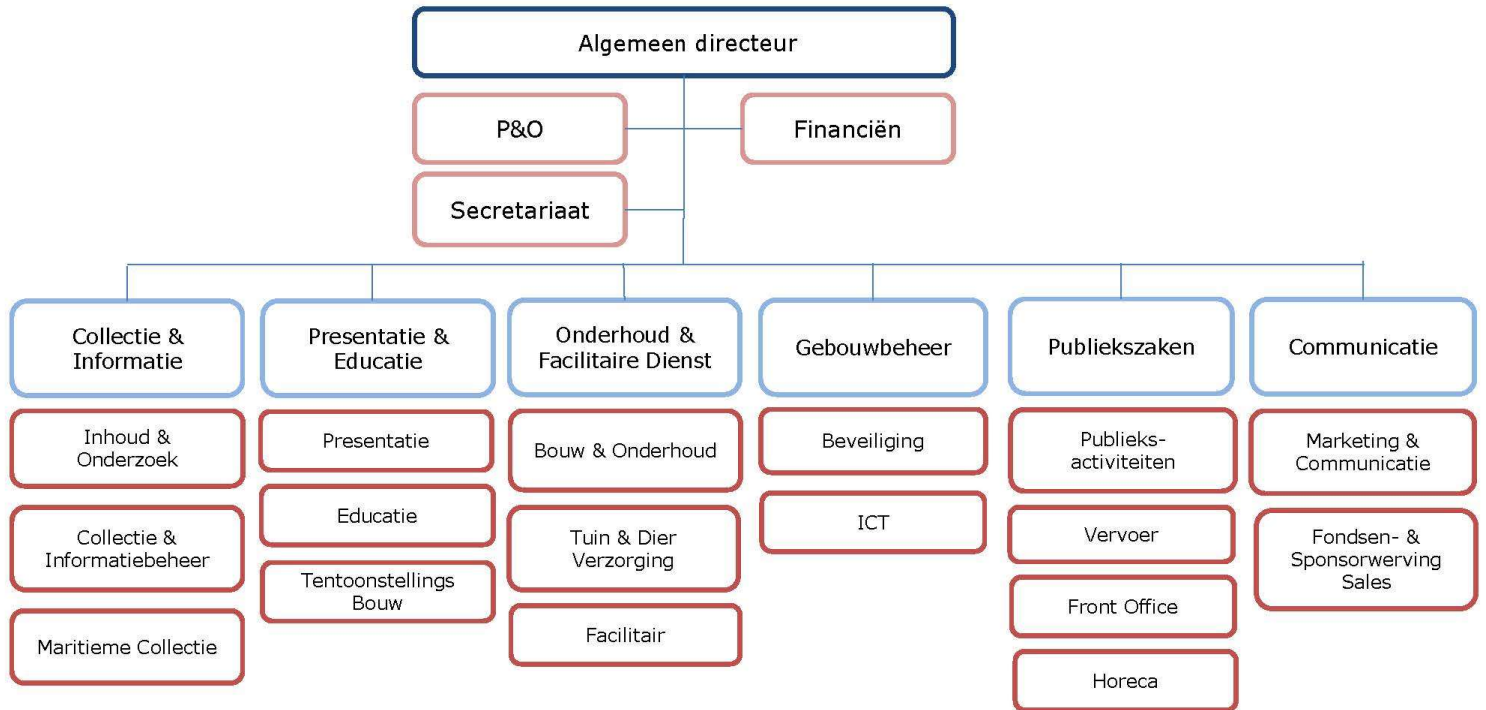 Algemeen directeur
P&O
Financiën
Secretariaat
Collectie &
Informatie
Presentatie &
Educatie
Onderhoud &
Facilitaire Dienst
Gebouwbeheer
Publiekszaken
Communicatie
Inhoud &
Onderzoek
Collectie &
Informatiebeheer
Maritieme Collectie
Presentatie
Educatie
Tentoonstellings
Bouw
Bouw & Onderhoud
Tuin & Dier
Verzorging
Facilitair
Beveiliging
ICT
Publieks-
activiteiten
Vervoer
Front Office
Horeca
Marketing &
Communicatie
Fondsen- &
Sponsorwerving
Sales